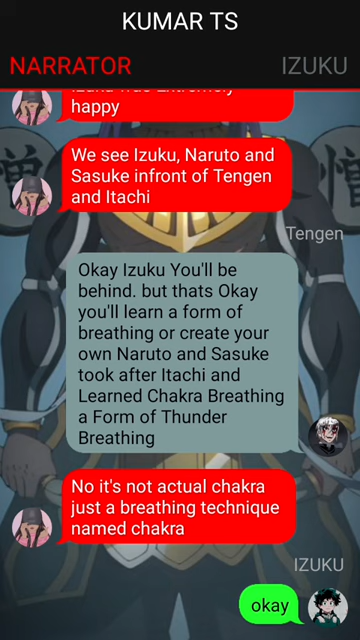 KUMAR TS
NARRATOR
IZUKU
happy
We see Izuku, Naruto and
Sasuke infront of Tengen
and Itachi
Tengen
Okay Izuku You'll be
behind. but thats Okay
you'll learn a form of
breathing or create your
own Naruto and Sasuke
took after Itachi and
Learned Chakra Breathing
a Form of Thunder
Breathing
No it's not actual chakra
just a breathing technique
named chakra
IZUKU
okay